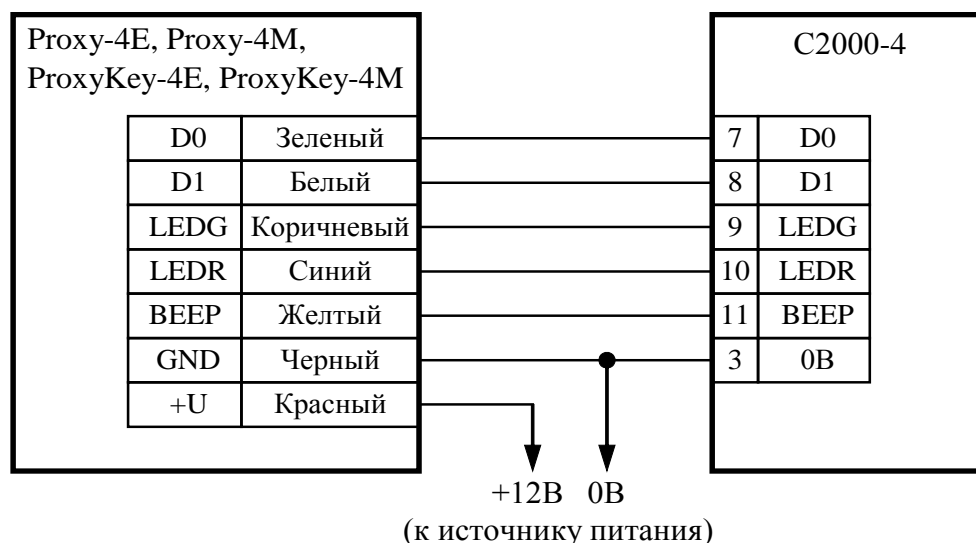 Proxy-4E, Proxy-4M,
ProxyKey-4E, ProxyKey-4M
C2000-4
D0 Зеленый 7 D0
D1 Белый 8 D1
LEDG Коричневый 9 LEDG
LEDR Синий 10 LEDR
BEEP Желтый 11 BEEP
GND Черный 3 0В
+U Красный
+12В 0В
(к источнику питания)